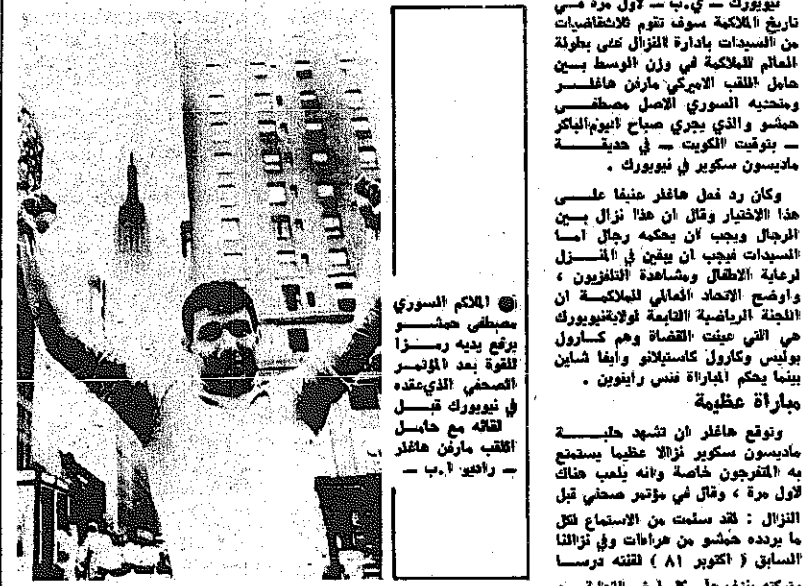 نيويورك — ي.ب — لاول مرة في
تاريخ الملاكمة سوف تقوم ثلاث قاضيات
من السيدات بادارة النزال على بطولة
العالم للملاكمة في وزن الوسط بين
حامل اللقب الاميركي مارفن هاغلر
ومتحديه السوري الاصل مصطفى
همشو والذي يجري صباح اليوم الباكر
— بتوقيت الكويت — في حديقة
ماديسون سكوير في نيويورك .
وكان رد فعل هاغلر عنيفا على
هذا الاختيار وقال ان هذا نزال بين
الرجال ويجب ان يحكمه رجال اما
السيدات فيجب ان يبقين في المنزل
لرعاية الاطفال ومشاهدة التلفزيون ،
واوضح الاتحاد العالمي للملاكمة ان
اللجنة الرياضية التابعة لولاية نيويورك
هي التي عينت القضاة وهم كارول
بوليس وكارول كاستيلانو وايفا شاين
بينما يحكم المباراة فنس راينوين .
مباراة عظيمة
وتوقع هاغلر ان تشهد حلبة
ماديسون سكوير نزالا عظيما يستمتع
به المتفرجون خاصة وانه يلعب هناك
لاول مرة ، وقال في مؤتمر صحفي قبل
النزال : لقد سئمت من الاستماع لكل
ما يردده همشو من هراءات وفي نزالنا
السابق ( اكتوبر ٨١ ) لقنته درسا
الملاكم السوري
مصطفى همشو
يرفع يديه رمزا
للقوة بعد المؤتمر
الصحفي الذي عقده
في نيويورك قبل
لقائه مع حامل
اللقب مارفن هاغلر
— راديو ا.ب —